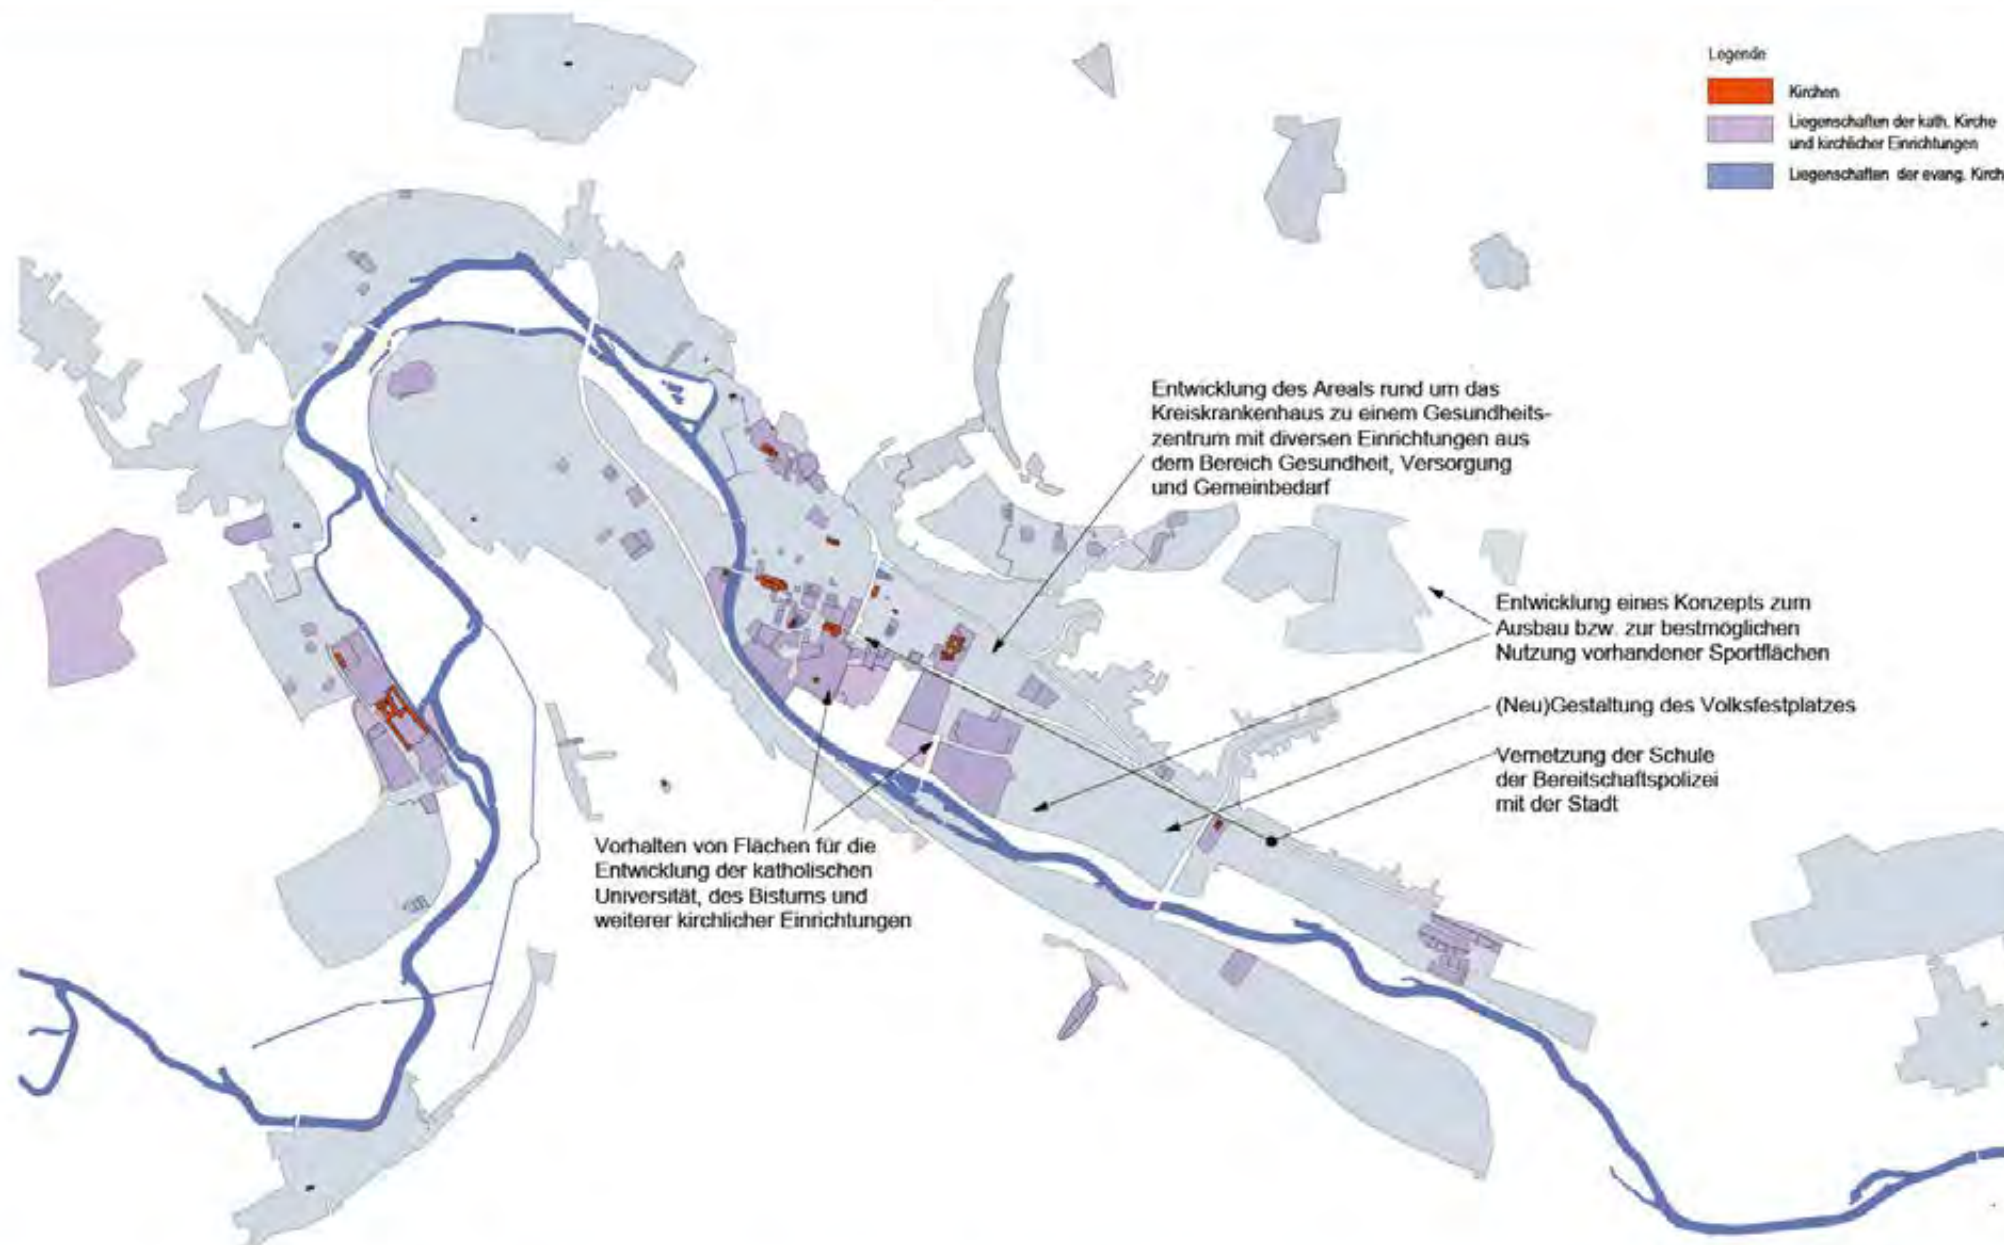 Legende
Kirchen
Liegenschaften der kath. Kirche
und kirchlicher Einrichtungen
Liegenschaften der evang. Kirch
Entwicklung des Areals rund um das
Kreiskrankenhaus zu einem Gesundheits-
zentrum mit diversen Einrichtungen aus
dem Bereich Gesundheit, Versorgung
und Gemeinbedarf
Entwicklung eines Konzepts zum
Ausbau bzw. zur bestmöglichen
Nutzung vorhandener Sportflächen
(Neu)Gestaltung des Volksfestplatzes
Vernetzung der Schule
der Bereitschaftspolizei
mit der Stadt
Vorhalten von Flächen für die
Entwicklung der katholischen
Universität, des Bistums und
weiterer kirchlicher Einrichtungen